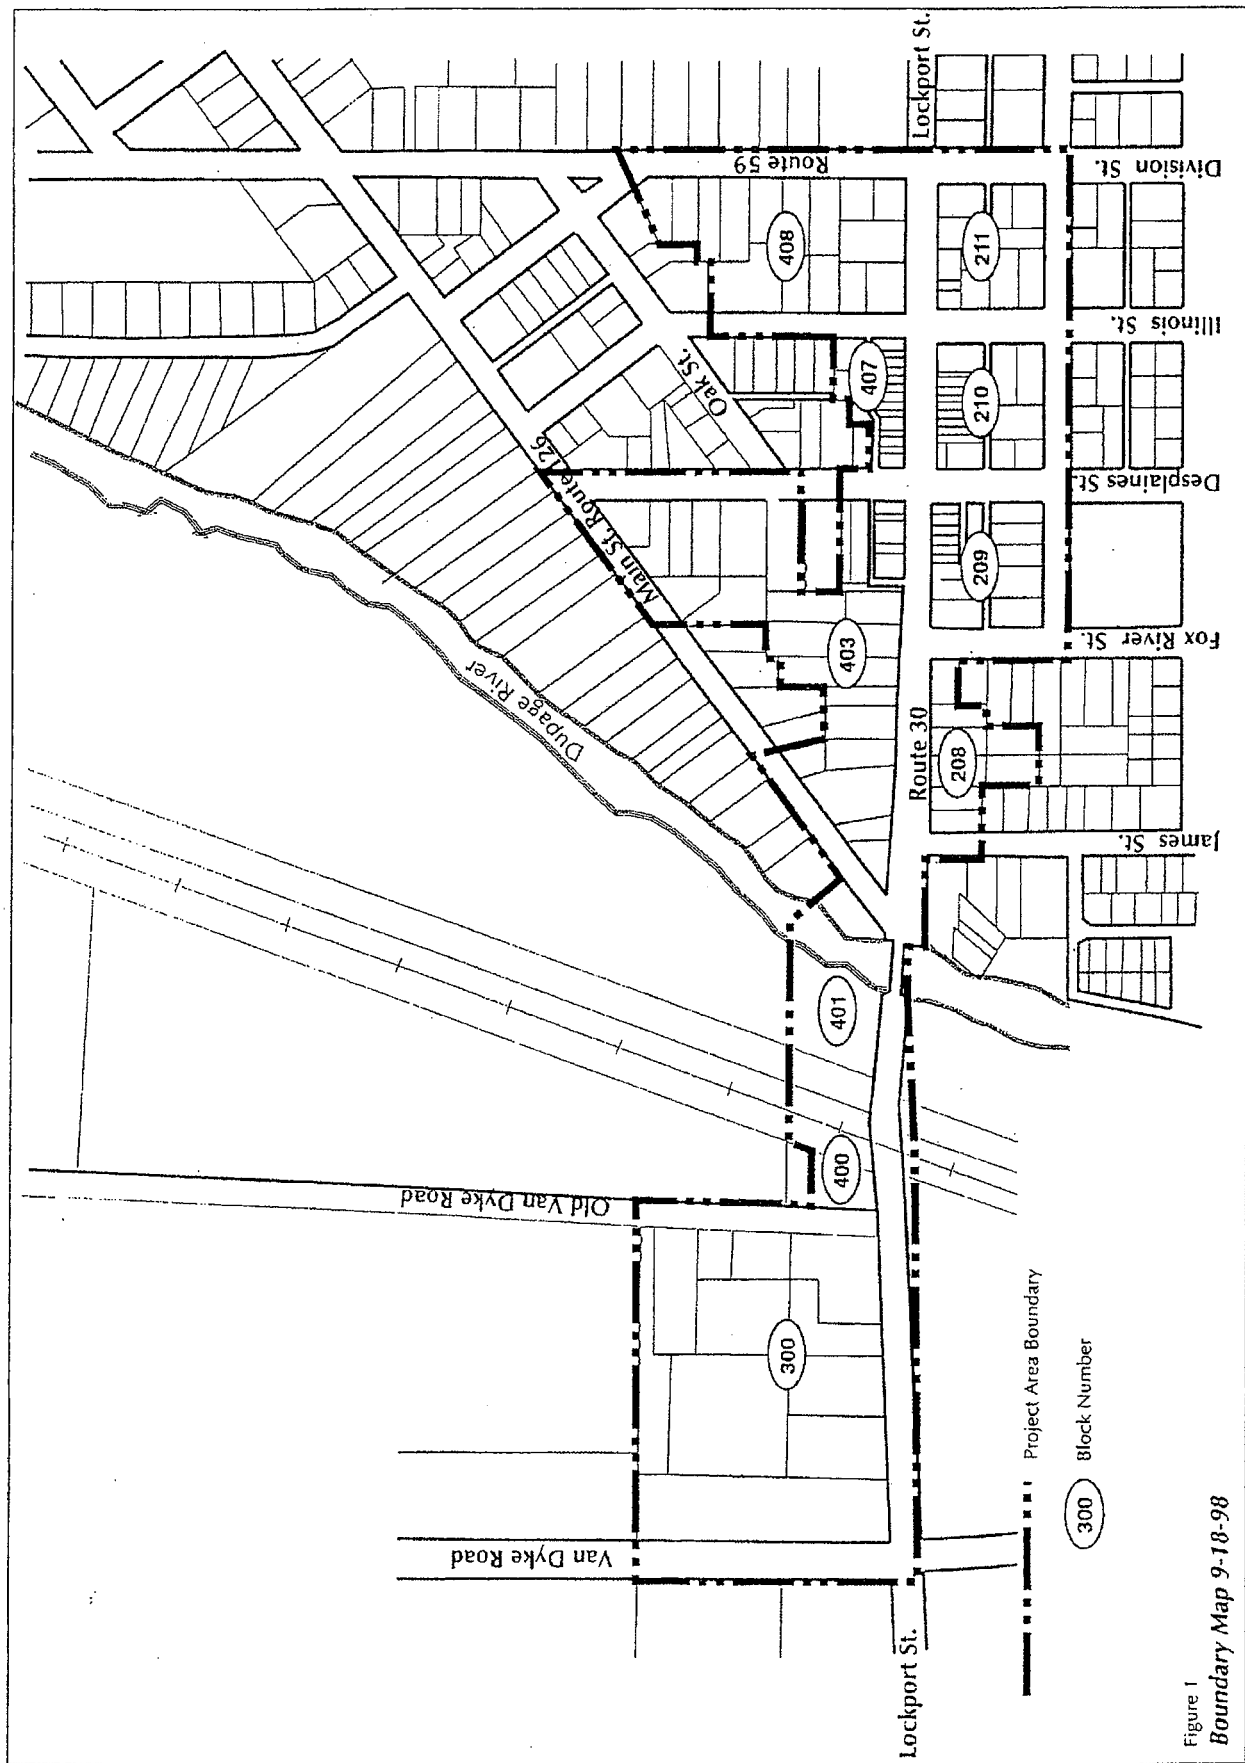 Lockport St.
Route 59
Division St.
408
211
Illinois St.
Oak St.
407
210
Main St. Route 126
Desplaines St.
209
Fox River St.
403
Dupage River
Route 30
208
James St.
401
400
Old Van Dyke Road
300
Van Dyke Road
Lockport St.
Project Area Boundary
300 Block Number
Figure 1
Boundary Map 9-18-98